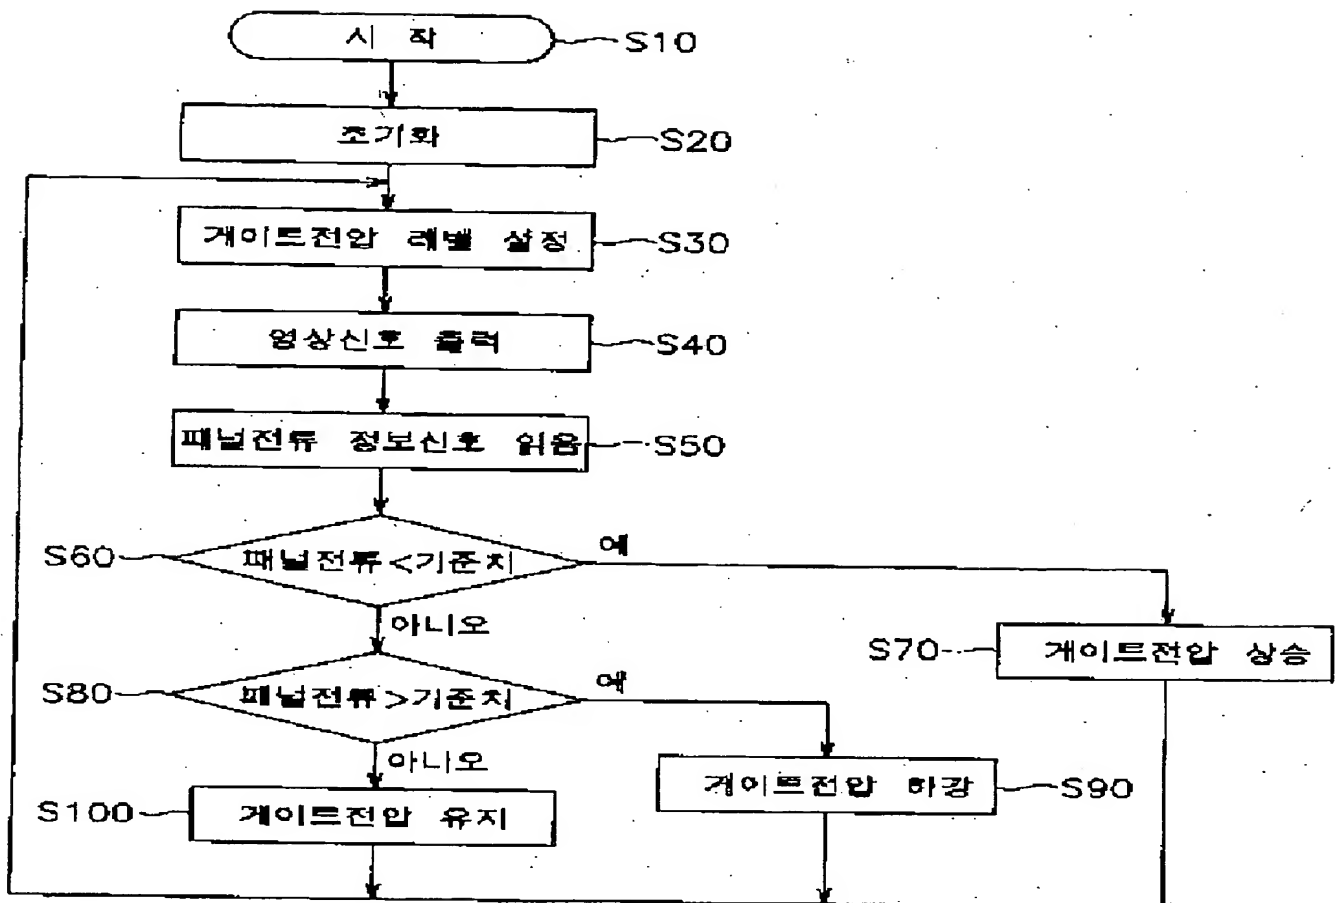 시 작 S10
초기화 S20
게이트전압 레벨 설정 S30
영상신호 출력 S40
패널전류 정보신호 읽음 S50
S60 패널전류<기준치 예
아니오
S70 게이트전압 상승
S80 패널전류>기준치 예
아니오
게이트전압 하강 S90
S100 게이트전압 유지